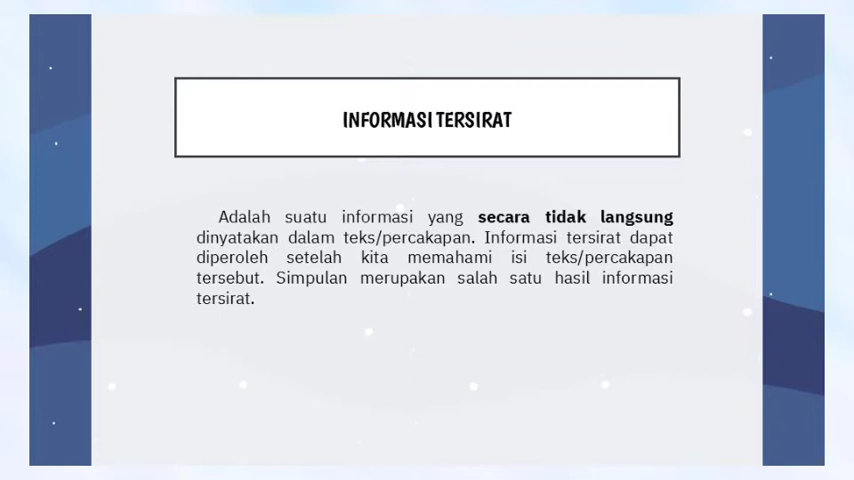 INFORMASI TERSIRAT
Adalah suatu informasi yang secara tidak langsung
dinyatakan dalam teks/percakapan. Informasi tersirat dapat
diperoleh setelah kita memahami isi teks/percakapan
tersebut. Simpulan merupakan salah satu hasil informasi
tersirat.